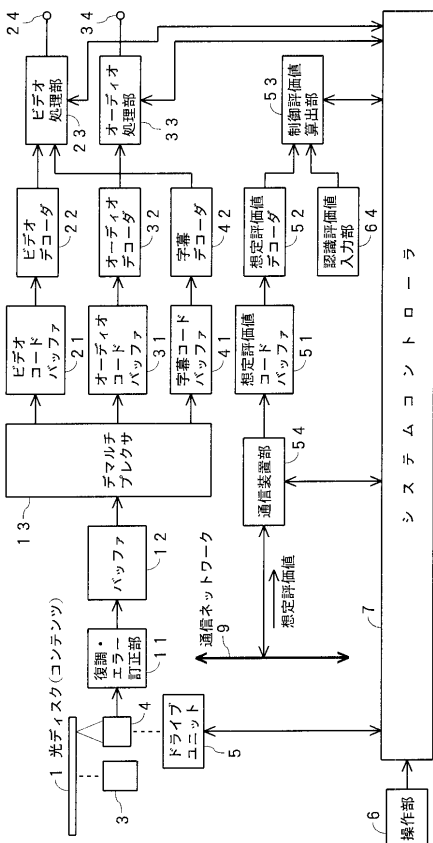 1 光ディスク(コンテンツ)
3
4
ドライブ
ユニット
5
復調・
エラー
訂正部
11
バッファ
12
デマルチ
プレクサ
13
ビデオ
コード
バッファ
21
ビデオ
デコーダ
22
ビデオ
処理部
23
24
オーディオ
コード
バッファ
31
オーディオ
デコーダ
32
オーディオ
処理部
33
34
字幕コード
バッファ
41
字幕
デコーダ
42
通信ネットワーク
9
想定評価値
通信装置部
54
想定評価値
コード
バッファ
51
想定評価値
デコーダ
52
制御評価値
算出部
53
認識評価値
入力部
64
操作部
6
システムコントローラ
7